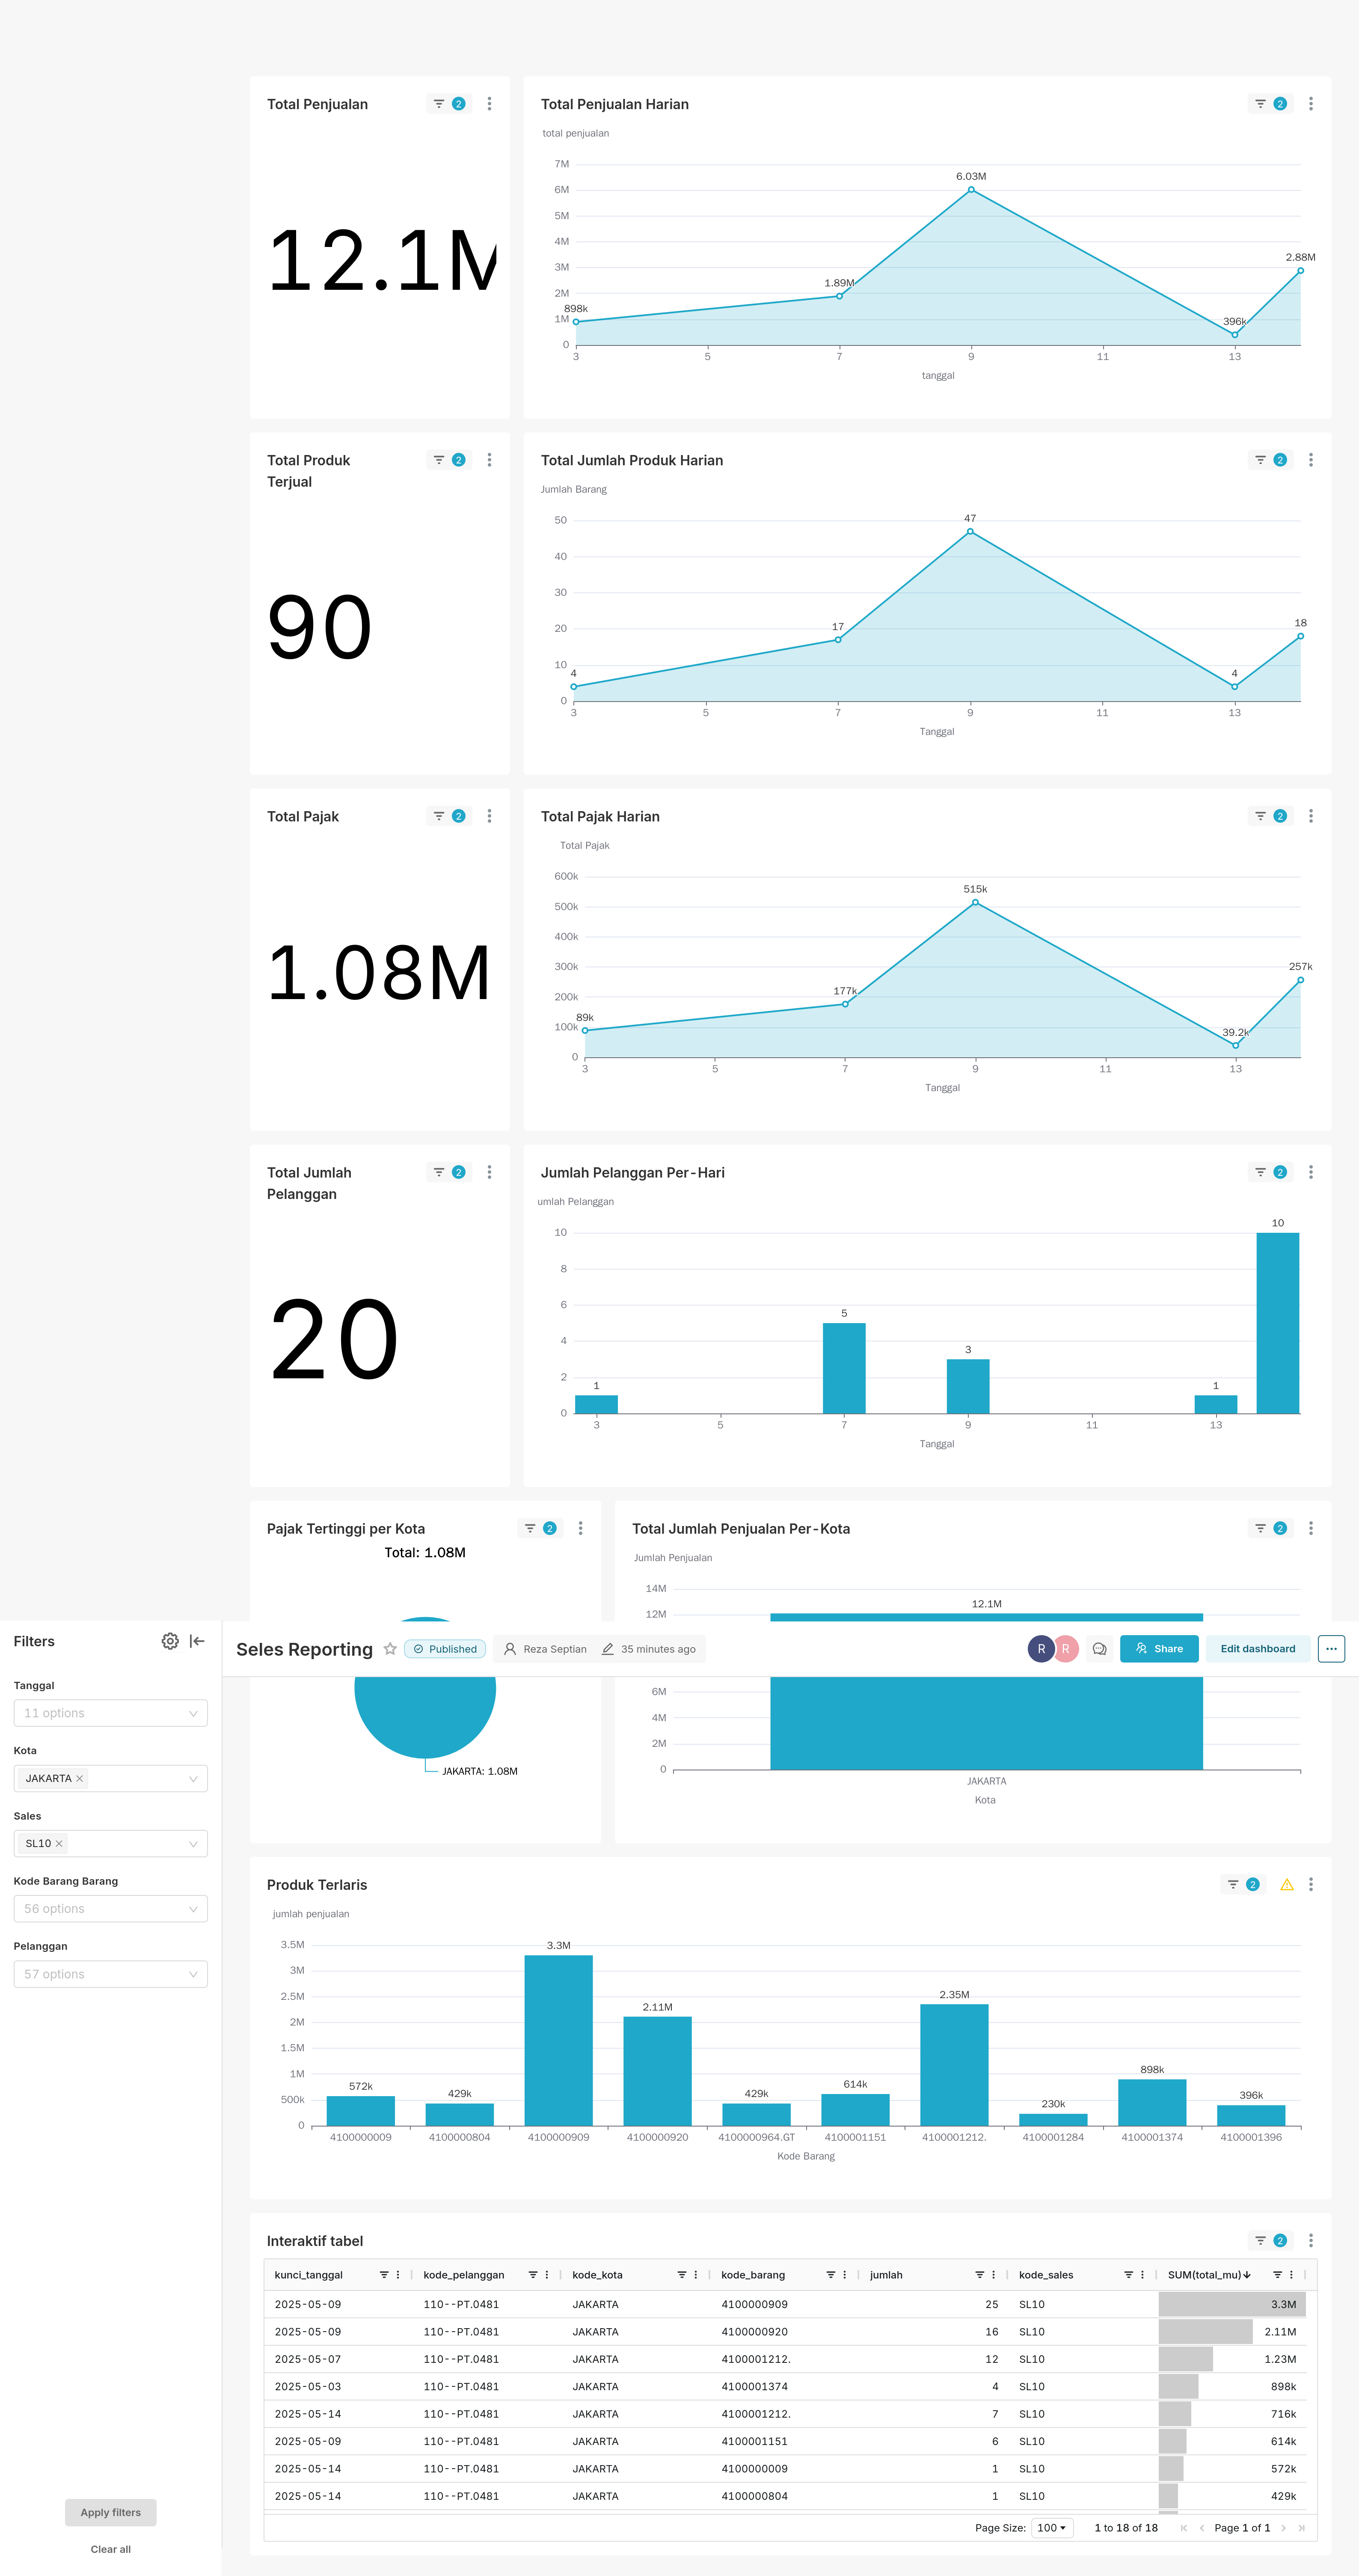 Total Penjualan
2
12.1M
Total Penjualan Harian
2
total penjualan
7M
6M
5M
4M
3M
2M
1M
0
898k
1.89M
6.03M
396k
2.88M
3 5 7 9 11 13
tanggal
Total Produk
Terjual
2
90
Total Jumlah Produk Harian
2
Jumlah Barang
50
40
30
20
10
0
4
17
47
4
18
3 5 7 9 11 13
Tanggal
Total Pajak
2
1.08M
Total Pajak Harian
2
Total Pajak
600k
500k
400k
300k
200k
100k
0
89k
177k
515k
39.2k
257k
3 5 7 9 11 13
Tanggal
Total Jumlah
Pelanggan
2
20
Jumlah Pelanggan Per-Hari
2
umlah Pelanggan
10
8
6
4
2
0
1
5
3
1
10
3 5 7 9 11 13
Tanggal
Pajak Tertinggi per Kota
2
Total: 1.08M
JAKARTA: 1.08M
Total Jumlah Penjualan Per-Kota
2
Jumlah Penjualan
14M
12M
12.1M
6M
4M
2M
0
JAKARTA
Kota
Seles Reporting
Published
Reza Septian
35 minutes ago
R
R
Share
Edit dashboard
Filters
Tanggal
11 options
Kota
JAKARTA
Sales
SL10
Kode Barang Barang
56 options
Pelanggan
57 options
Apply filters
Clear all
Produk Terlaris
2
jumlah penjualan
3.5M
3M
2.5M
2M
1.5M
1M
500k
0
572k
429k
3.3M
2.11M
429k
614k
2.35M
230k
898k
396k
4100000009 4100000804 4100000909 4100000920 4100000964.GT 4100001151 4100001212. 4100001284 4100001374 4100001396
Kode Barang
Interaktif tabel
2
kunci_tanggal kode_pelanggan kode_kota kode_barang jumlah kode_sales SUM(total_mu)
2025-05-09 110--PT.0481 JAKARTA 4100000909 25 SL10 3.3M
2025-05-09 110--PT.0481 JAKARTA 4100000920 16 SL10 2.11M
2025-05-07 110--PT.0481 JAKARTA 4100001212. 12 SL10 1.23M
2025-05-03 110--PT.0481 JAKARTA 4100001374 4 SL10 898k
2025-05-14 110--PT.0481 JAKARTA 4100001212. 7 SL10 716k
2025-05-09 110--PT.0481 JAKARTA 4100001151 6 SL10 614k
2025-05-14 110--PT.0481 JAKARTA 4100000009 1 SL10 572k
2025-05-14 110--PT.0481 JAKARTA 4100000804 1 SL10 429k
Page Size: 100 1 to 18 of 18 Page 1 of 1